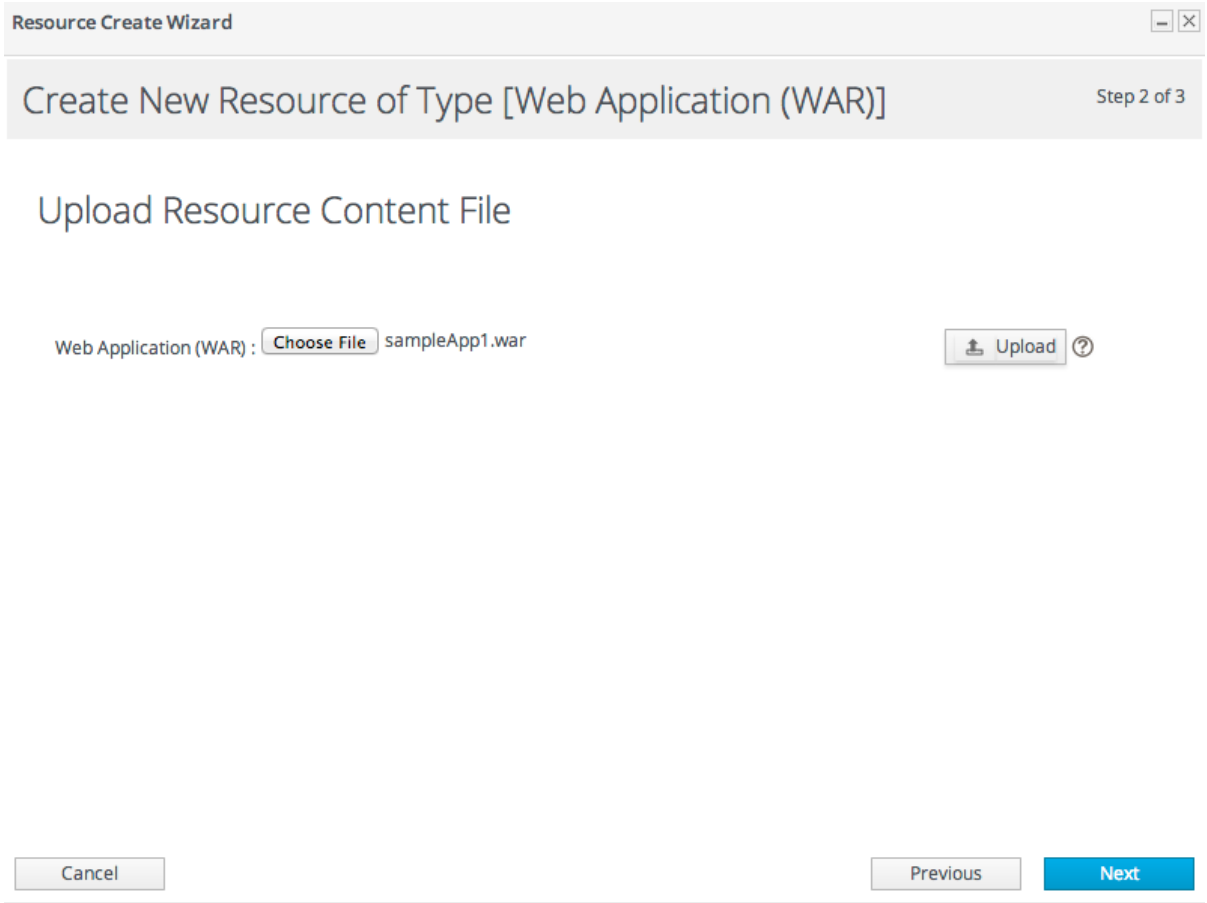 Resource Create Wizard
Create New Resource of Type [Web Application (WAR)]
Step 2 of 3
Upload Resource Content File
Web Application (WAR) : Choose File sampleApp1.war Upload ?
Cancel Previous Next